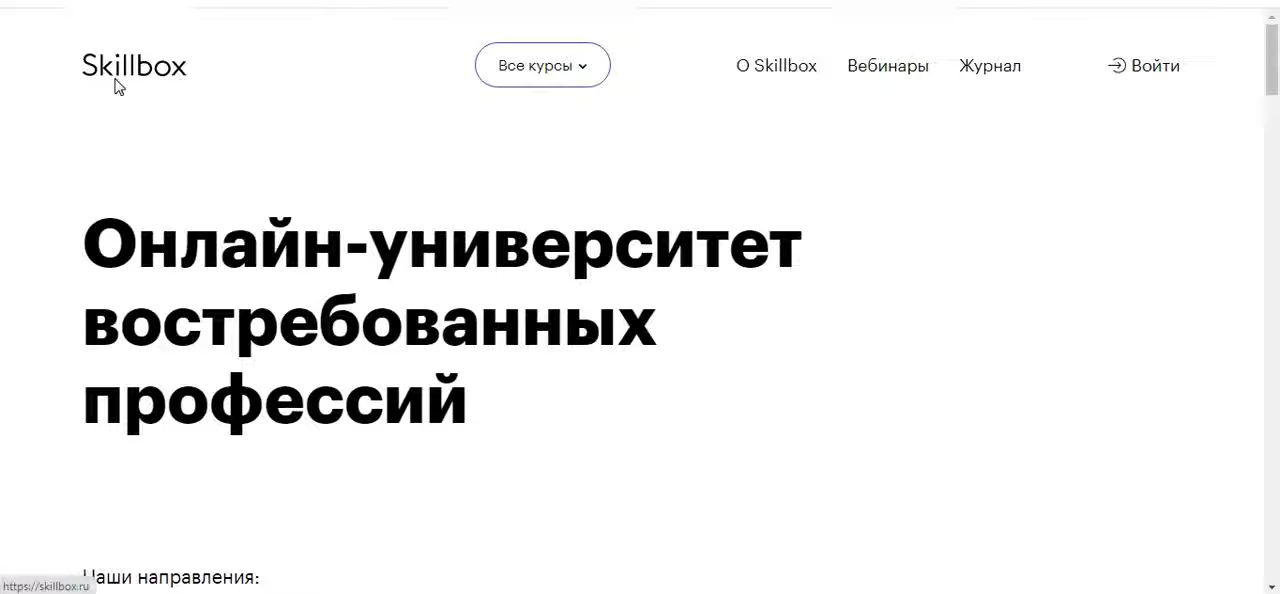 Skillbox
Все курсы
О Skillbox
Вебинары
Журнал
Войти
Онлайн-университет
востребованных
профессий
Наши направления:
https://skillbox.ru